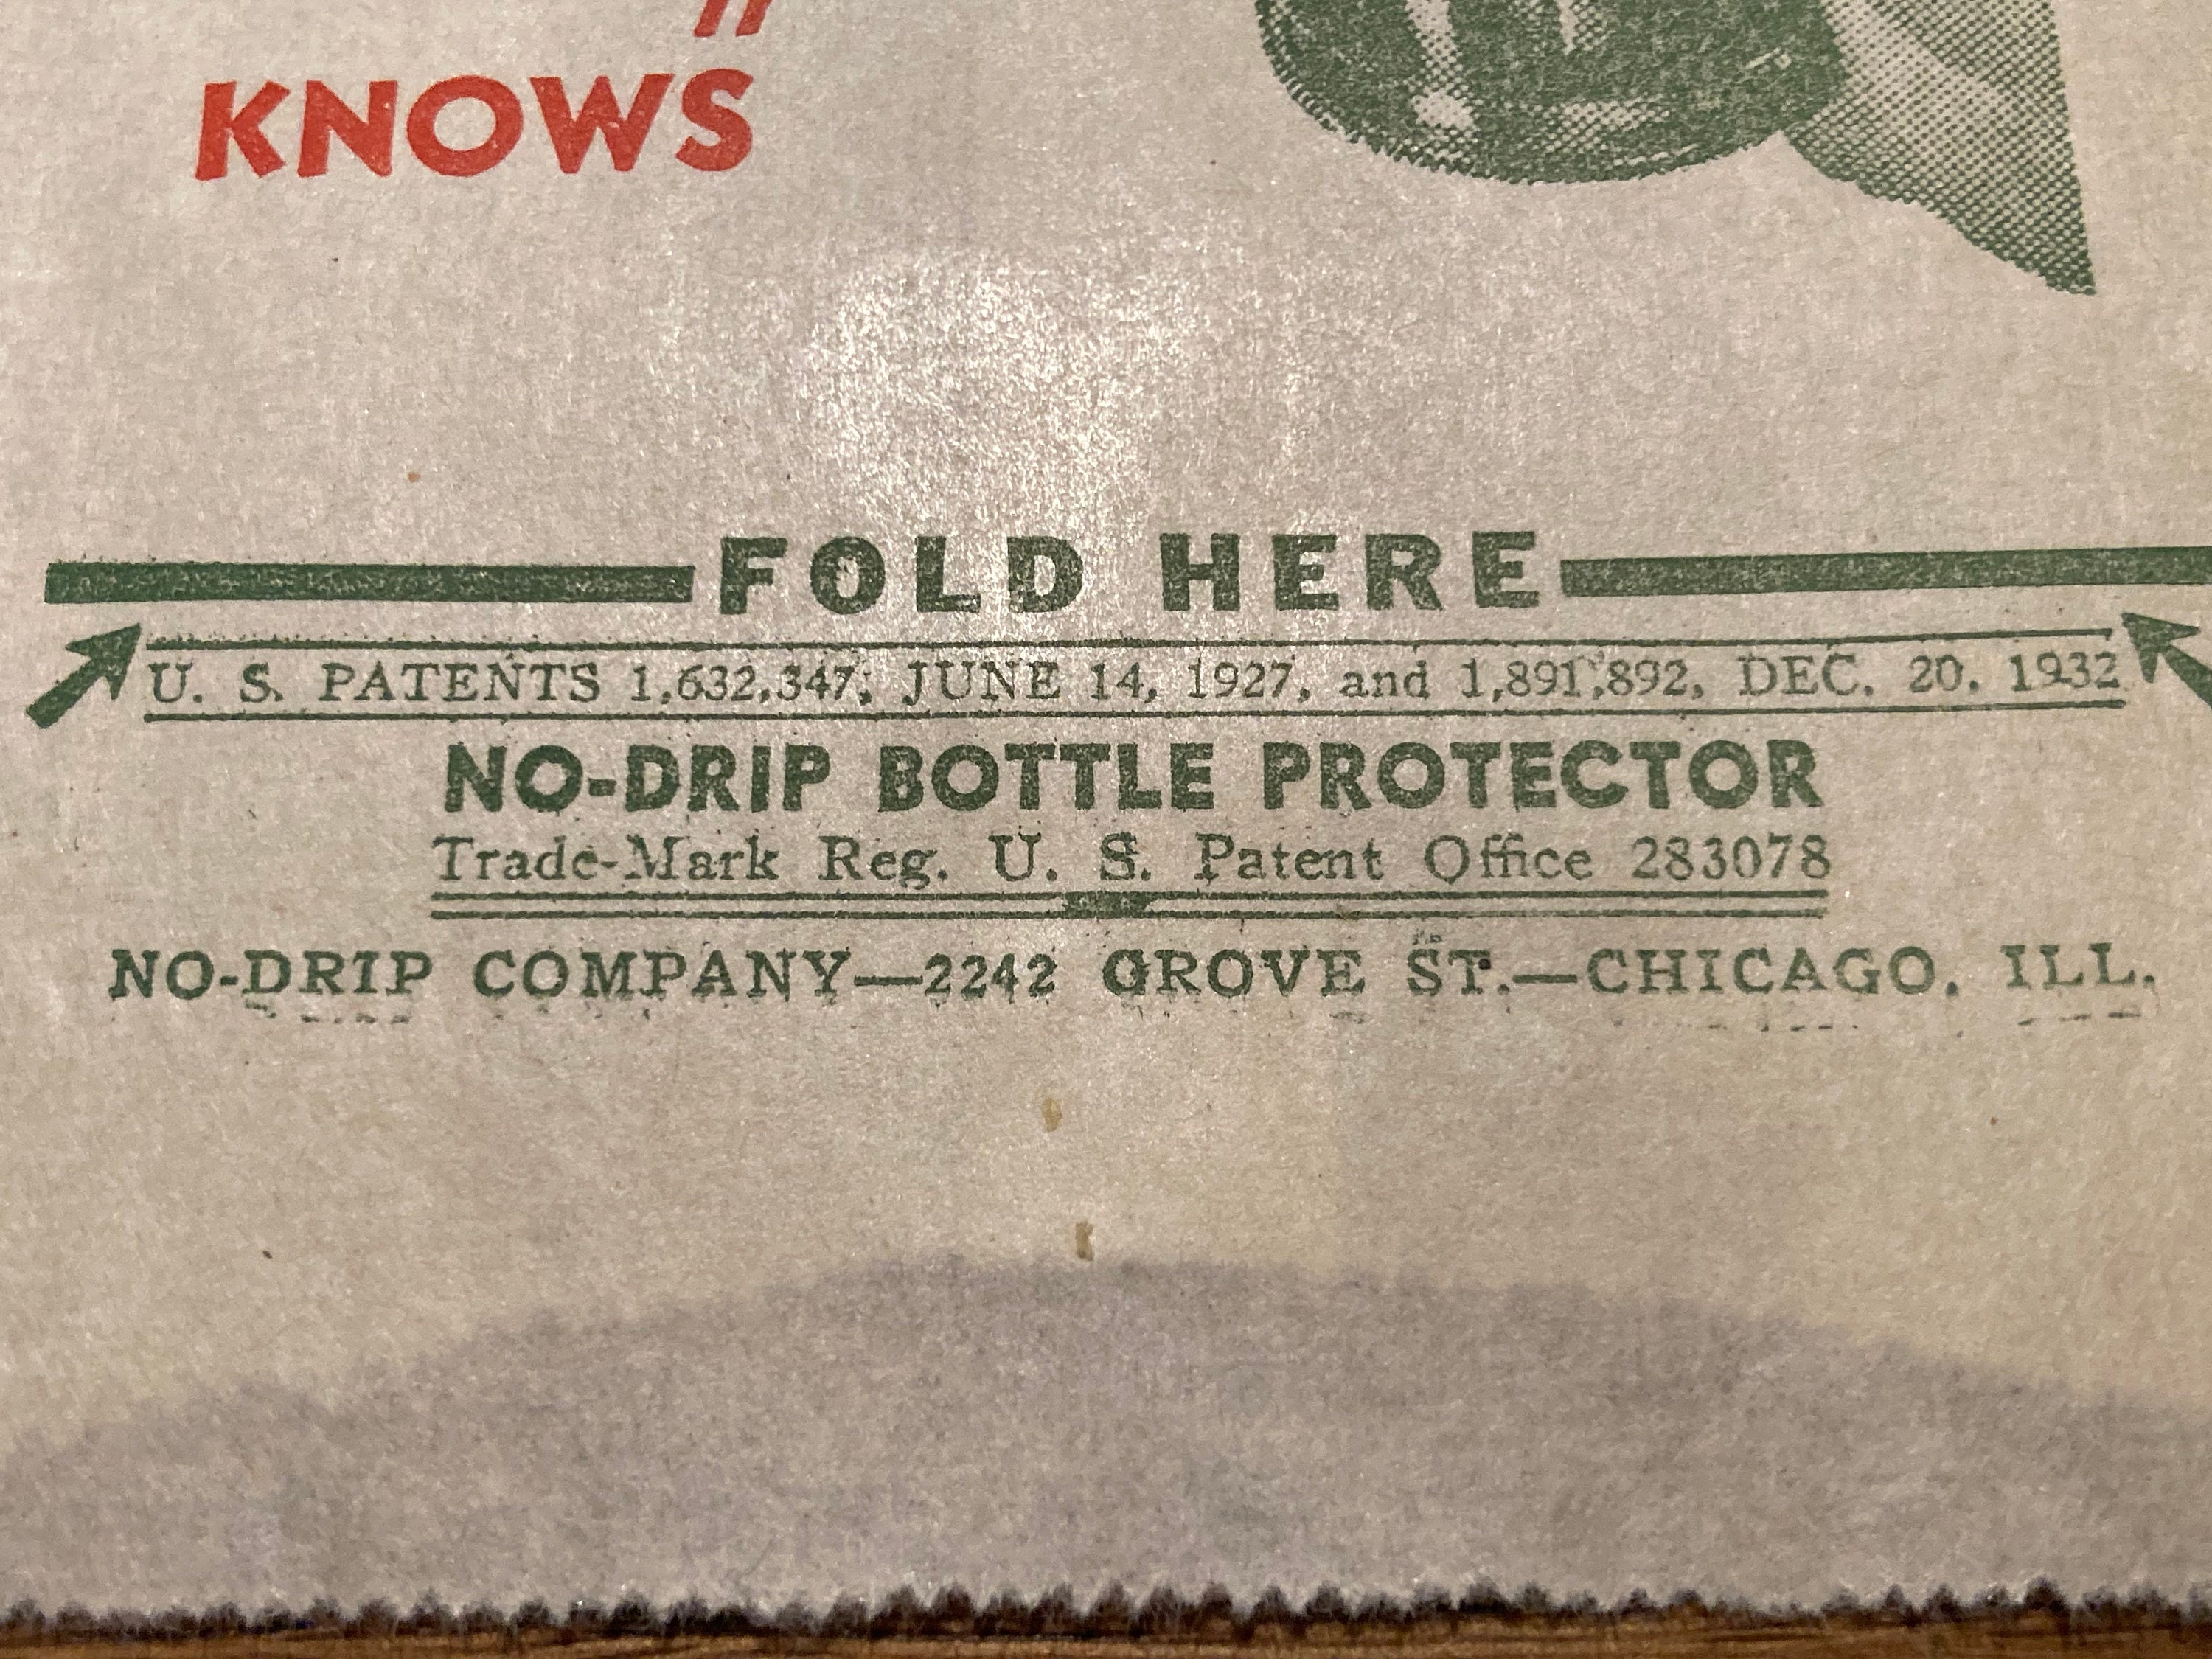 "
KNOWS
FOLD HERE
U. S. PATENTS 1,632,347; JUNE 14, 1927, and 1,891,892, DEC. 20, 1932
NO-DRIP BOTTLE PROTECTOR
Trade-Mark Reg. U. S. Patent Office 283078
NO-DRIP COMPANY—2242 GROVE ST.—CHICAGO, ILL.